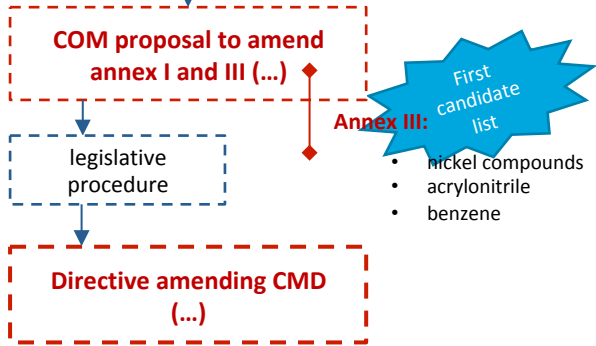 COM proposal to amend
annex I and III (…)
First
candidate
list
Annex III:
legislative
procedure
• nickel compounds
• acrylonitrile
• benzene
Directive amending CMD
(…)